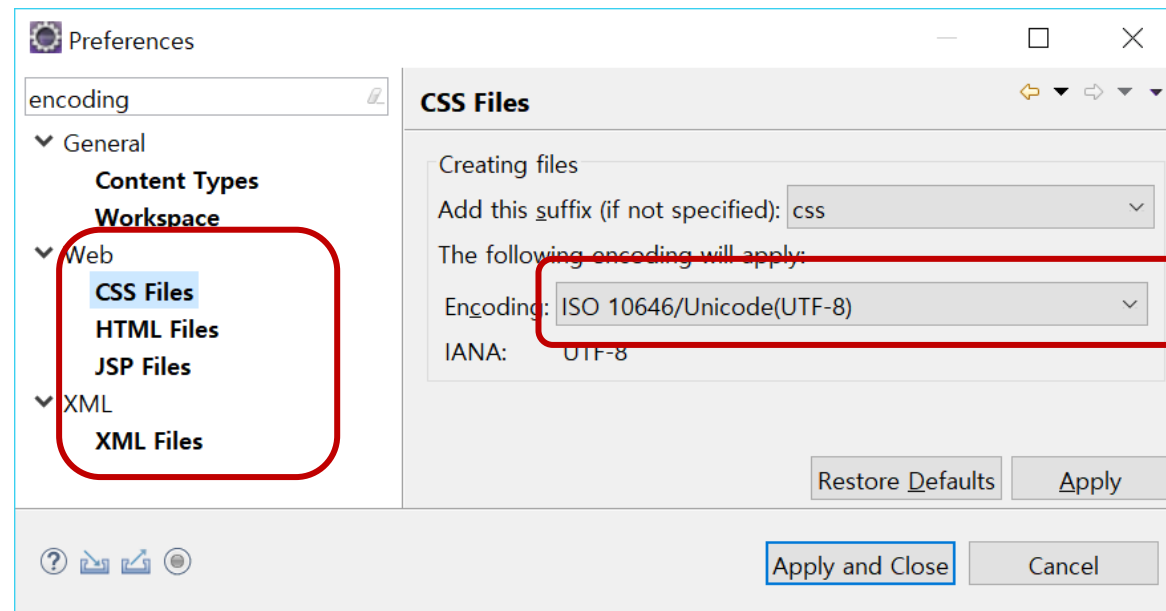 Preferences
encoding
General
Content Types
Workspace
Web
CSS Files
HTML Files
JSP Files
XML
XML Files
CSS Files
Creating files
Add this suffix (if not specified): css
The following encoding will apply:
Encoding: ISO 10646/Unicode(UTF-8)
IANA: UTF-8
Restore Defaults Apply
Apply and Close Cancel